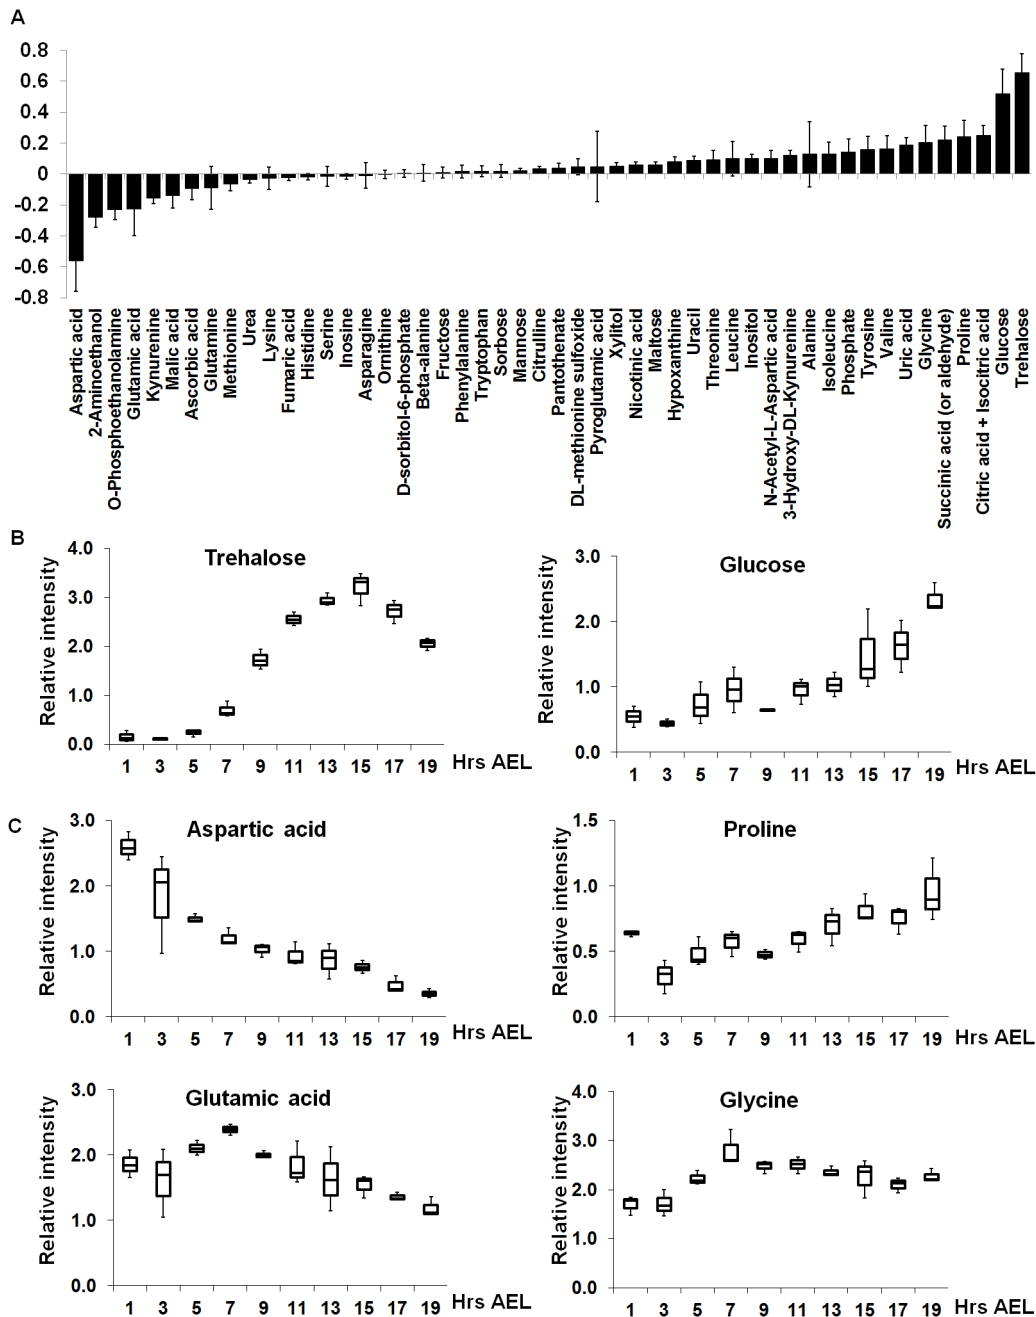 A
0.8
0.6
0.4
0.2
0
-0.2
-0.4
-0.6
-0.8
Aspartic acid
2-Aminoethanol
O-Phosphoethanolamine
Glutamic acid
Kynurenine
Malic acid
Ascorbic acid
Glutamine
Methionine
Urea
Lysine
Fumaric acid
Histidine
Serine
Inosine
Asparagine
Ornithine
D-sorbitol-6-phosphate
Beta-alanine
Fructose
Phenylalanine
Tryptophan
Sorbose
Mannose
Citrulline
Pantothenate
DL-methionine sulfoxide
Pyroglutamic acid
Xylitol
Nicotinic acid
Maltose
Hypoxanthine
Uracil
Threonine
Leucine
Inositol
N-Acetyl-L-Aspartic acid
3-Hydroxy-DL-Kynurenine
Alanine
Isoleucine
Phosphate
Tyrosine
Valine
Uric acid
Glycine
Succinic acid (or aldehyde)
Proline
Citric acid + Isocitric acid
Glucose
Trehalose
B
Trehalose
Relative intensity
4.0
3.0
2.0
1.0
0.0
1 3 5 7 9 11 13 15 17 19 Hrs AEL
Glucose
Relative intensity
3.0
2.0
1.0
0.0
1 3 5 7 9 11 13 15 17 19 Hrs AEL
C
Aspartic acid
Relative intensity
3.0
2.0
1.0
0.0
1 3 5 7 9 11 13 15 17 19 Hrs AEL
Proline
Relative intensity
1.5
1.0
0.5
0.0
1 3 5 7 9 11 13 15 17 19 Hrs AEL
Glutamic acid
Relative intensity
3.0
2.0
1.0
0.0
1 3 5 7 9 11 13 15 17 19 Hrs AEL
Glycine
Relative intensity
4.0
3.0
2.0
1.0
0.0
1 3 5 7 9 11 13 15 17 19 Hrs AEL